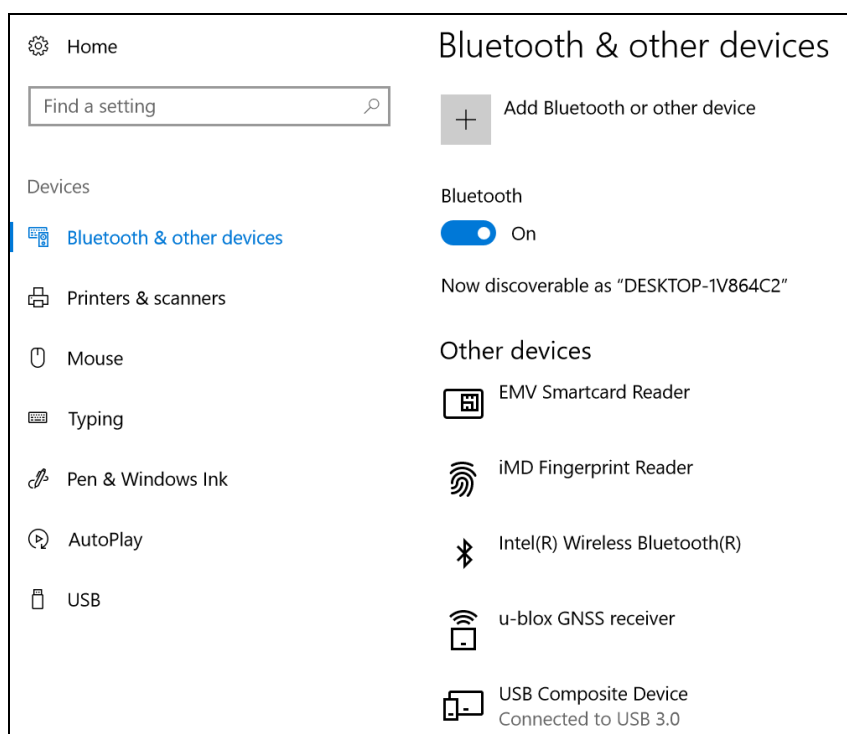 Home
Find a setting
Devices
Bluetooth & other devices
Printers & scanners
Mouse
Typing
Pen & Windows Ink
AutoPlay
USB
Bluetooth & other devices
Add Bluetooth or other device
Bluetooth
On
Now discoverable as “DESKTOP-1V864C2”
Other devices
EMV Smartcard Reader
iMD Fingerprint Reader
Intel(R) Wireless Bluetooth(R)
u-blox GNSS receiver
USB Composite Device
Connected to USB 3.0